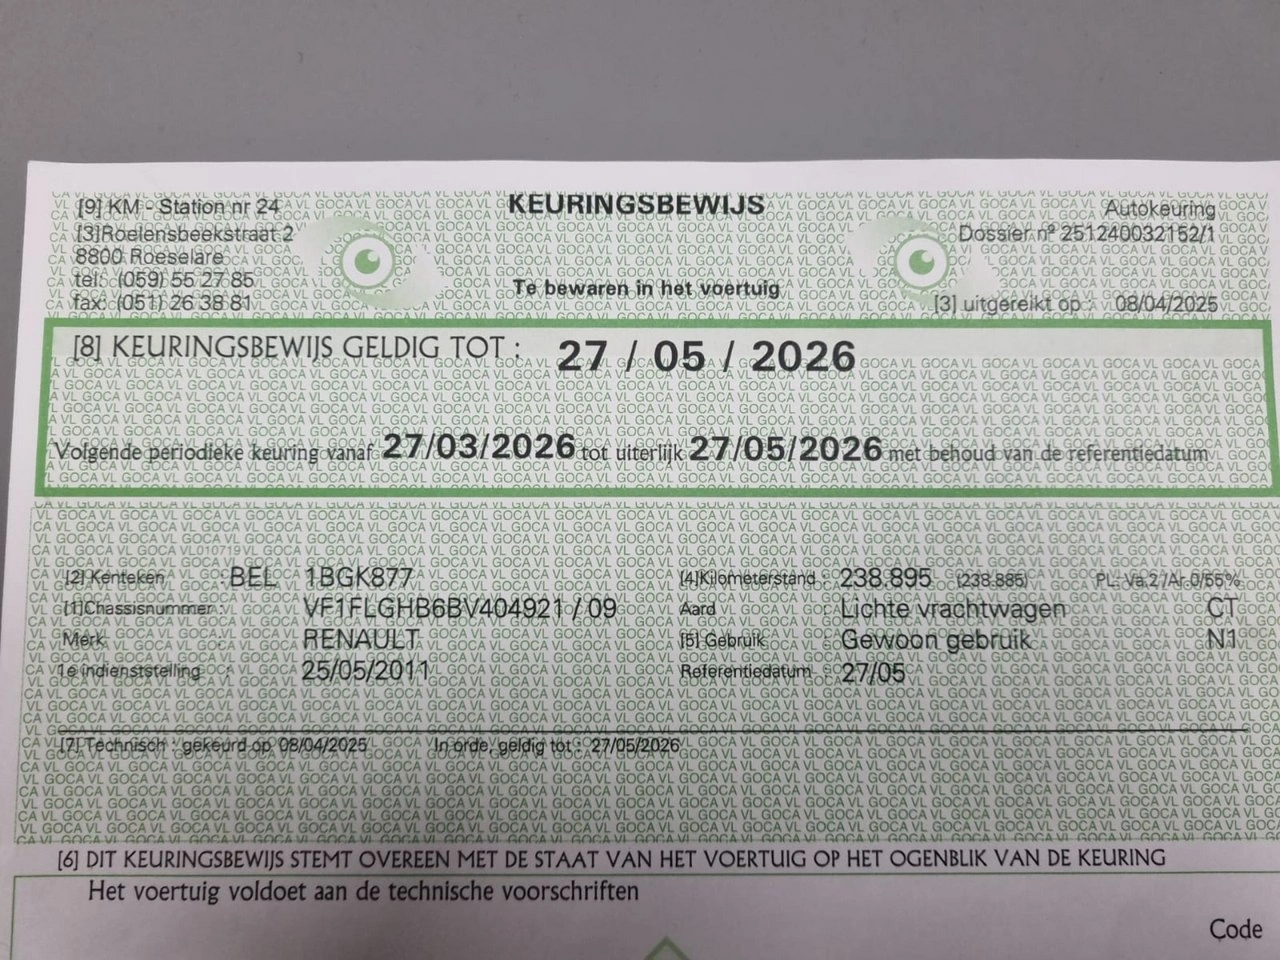 [9] KM - Station nr 24
[3]Roelensbeekstraat 2
8800 Roeselare
tel: (059) 55 27 85
fax: (051) 26 38 81
KEURINGSBEWIJS
Te bewaren in het voertuig
Autokeuring
Dossier nº 251240032152/1
[3] uitgereikt op : 08/04/2025
[8] KEURINGSBEWIJS GELDIG TOT : 27 / 05 / 2026
Volgende periodieke keuring vanaf 27/03/2026 tot uiterlijk 27/05/2026 met behoud van de referentiedatum
[2] Kenteken : BEL 1BGK877
[1]Chassisnummer : VF1FLGHB6BV404921 / 09
Merk : RENAULT
1e indienststelling : 25/05/2011
[4]Kilometerstand : 238.895 (238.885) PL: Va.2 /Ar.0/55%
Aard : Lichte vrachtwagen CT
[5] Gebruik : Gewoon gebruik N1
Referentiedatum : 27/05
[7] Technisch : gekeurd op 08/04/2025 In orde, geldig tot : 27/05/2026
[6] DIT KEURINGSBEWIJS STEMT OVEREEN MET DE STAAT VAN HET VOERTUIG OP HET OGENBLIK VAN DE KEURING
Het voertuig voldoet aan de technische voorschriften
Code